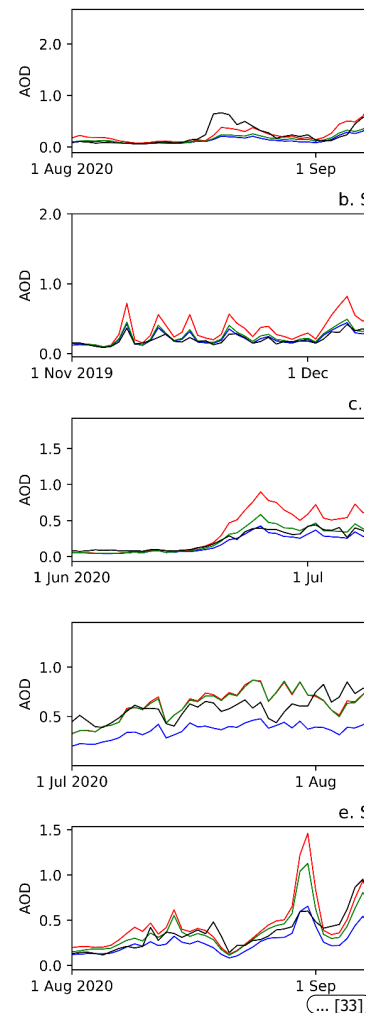 2.0
1.0
0.0
AOD
1 Aug 2020
1 Sep
b. S
2.0
1.0
0.0
AOD
1 Nov 2019
1 Dec
c.
1.5
1.0
0.5
0.0
AOD
1 Jun 2020
1 Jul
1.0
0.5
AOD
1 Jul 2020
1 Aug
e. S
1.5
1.0
0.5
0.0
AOD
1 Aug 2020
1 Sep
... [33]